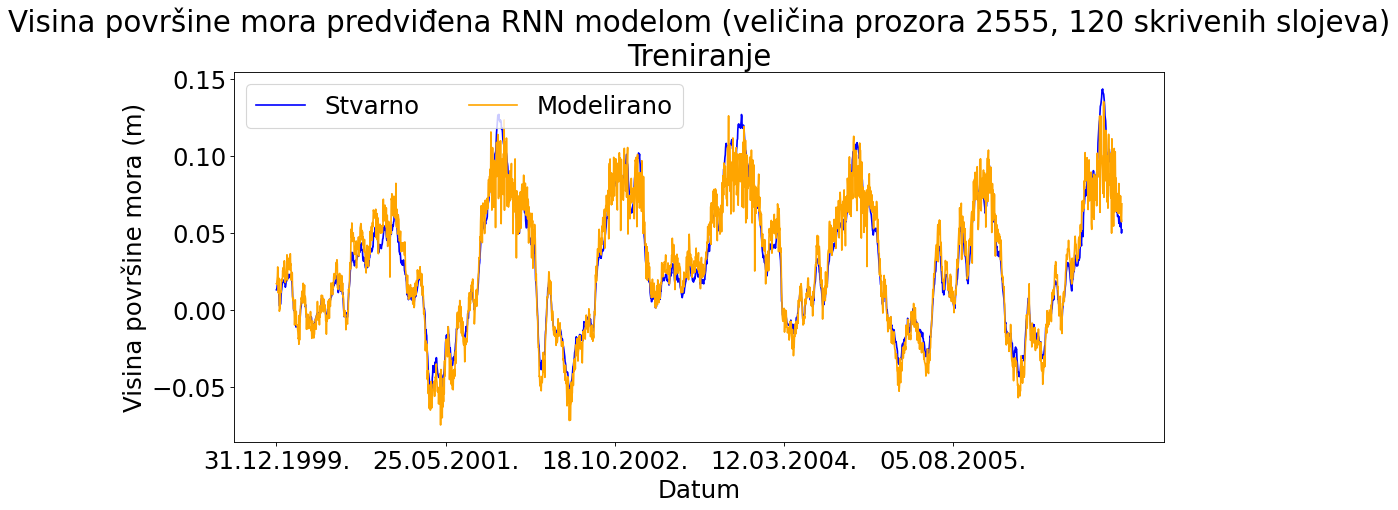 Visina površine mora predviđena RNN modelom (veličina prozora 2555, 120 skrivenih slojeva)
Treniranje
Stvarno Modelirano
Visina površine mora (m)
0.15
0.10
0.05
0.00
−0.05
31.12.1999. 25.05.2001. 18.10.2002. 12.03.2004. 05.08.2005.
Datum